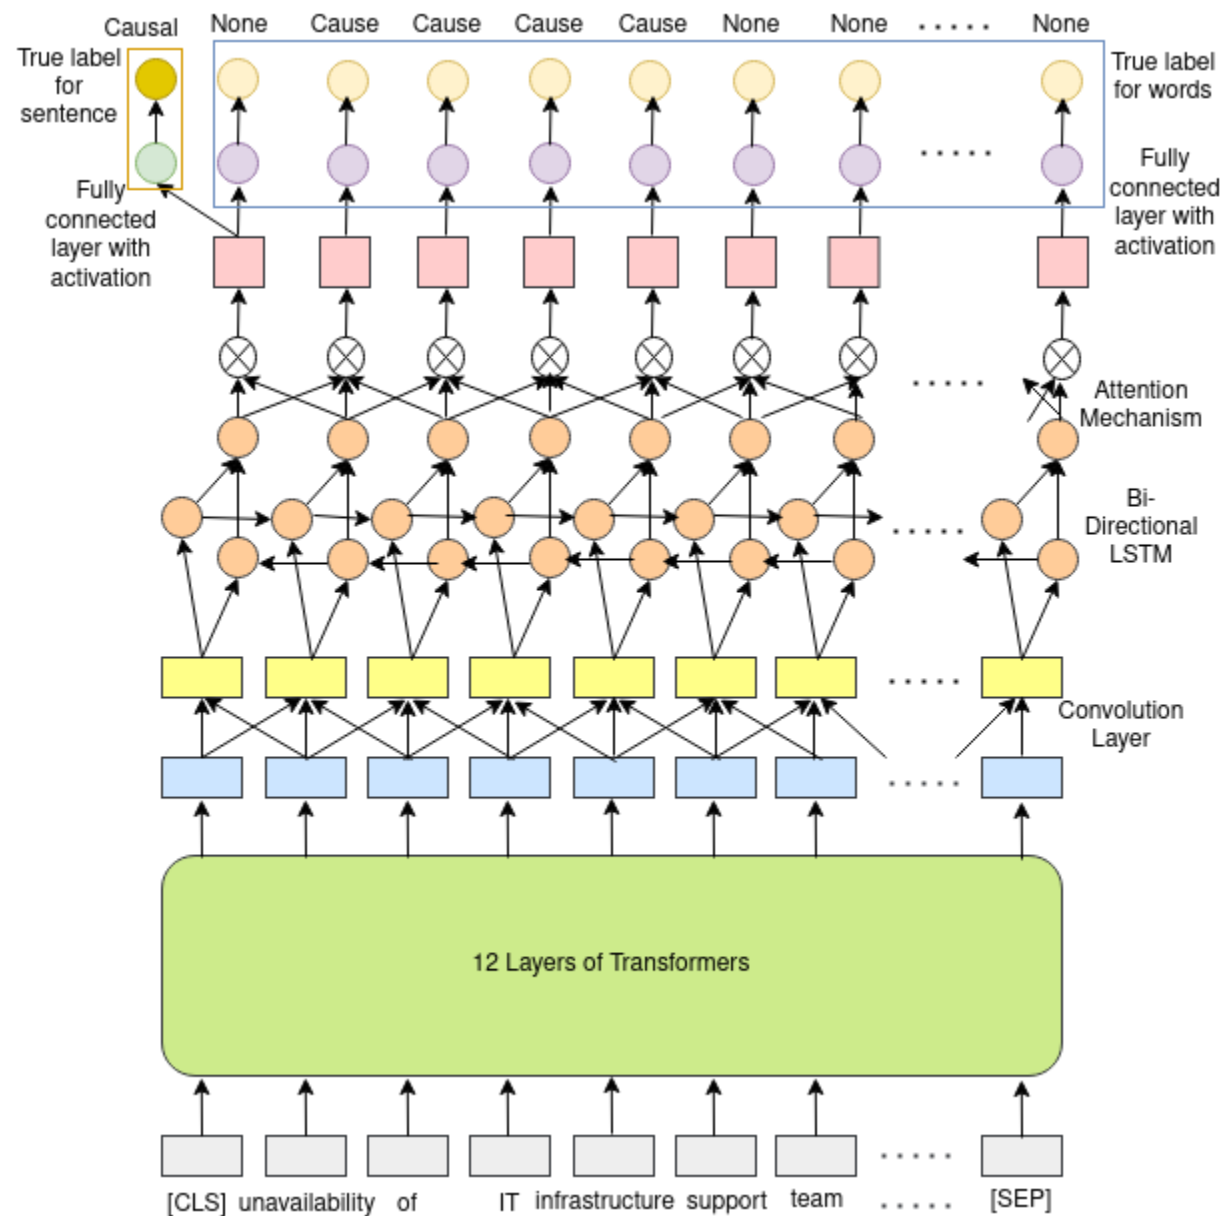 Causal None Cause Cause Cause Cause None None ..... None
True label
for
sentence
True label
for words
.....
Fully
connected
layer with
activation
Fully
connected
layer with
activation
.....
Attention
Mechanism
Bi-
Directional
LSTM
.....
.....
Convolution
Layer
.....
12 Layers of Transformers
.....
[CLS] unavailability of IT infrastructure support team ..... [SEP]